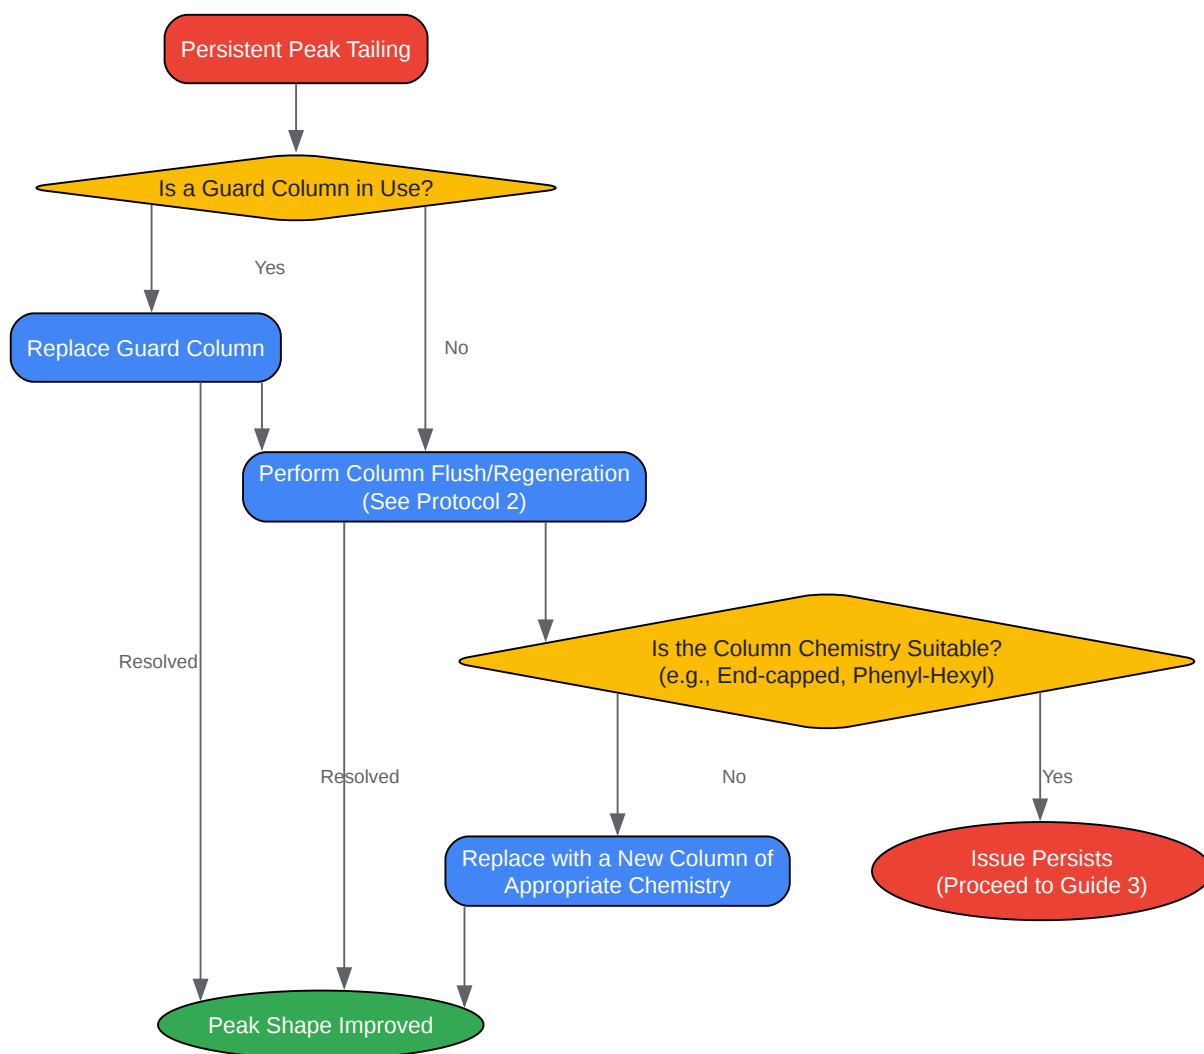 Persistent Peak Tailing
Is a Guard Column in Use?
Yes
Replace Guard Column
No
Perform Column Flush/Regeneration
(See Protocol 2)
Is the Column Chemistry Suitable?
(e.g., End-capped, Phenyl-Hexyl)
Resolved
Resolved
No
Yes
Replace with a New Column of
Appropriate Chemistry
Issue Persists
(Proceed to Guide 3)
Peak Shape Improved